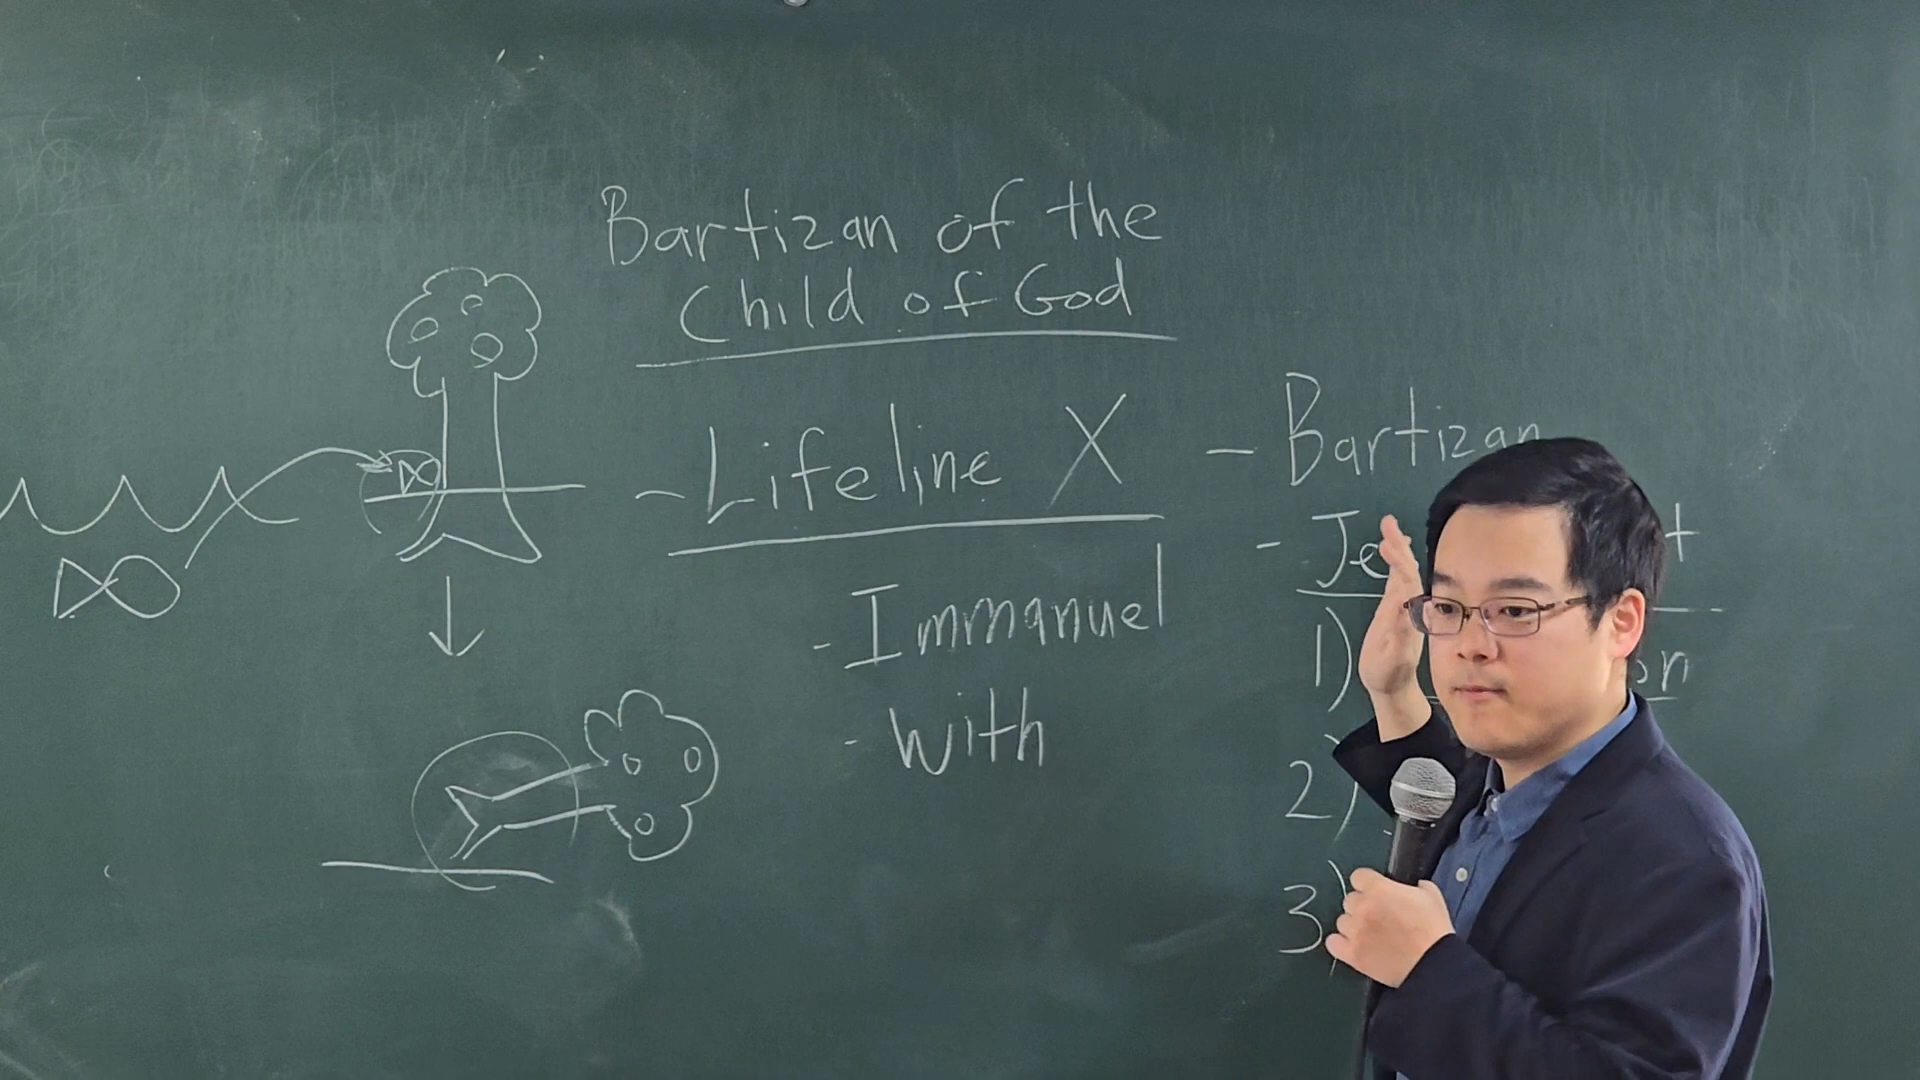 Bartizan of the
Child of God
- Lifeline X
- Immanuel
- With
- Bartizan
-
1)
2)
3)